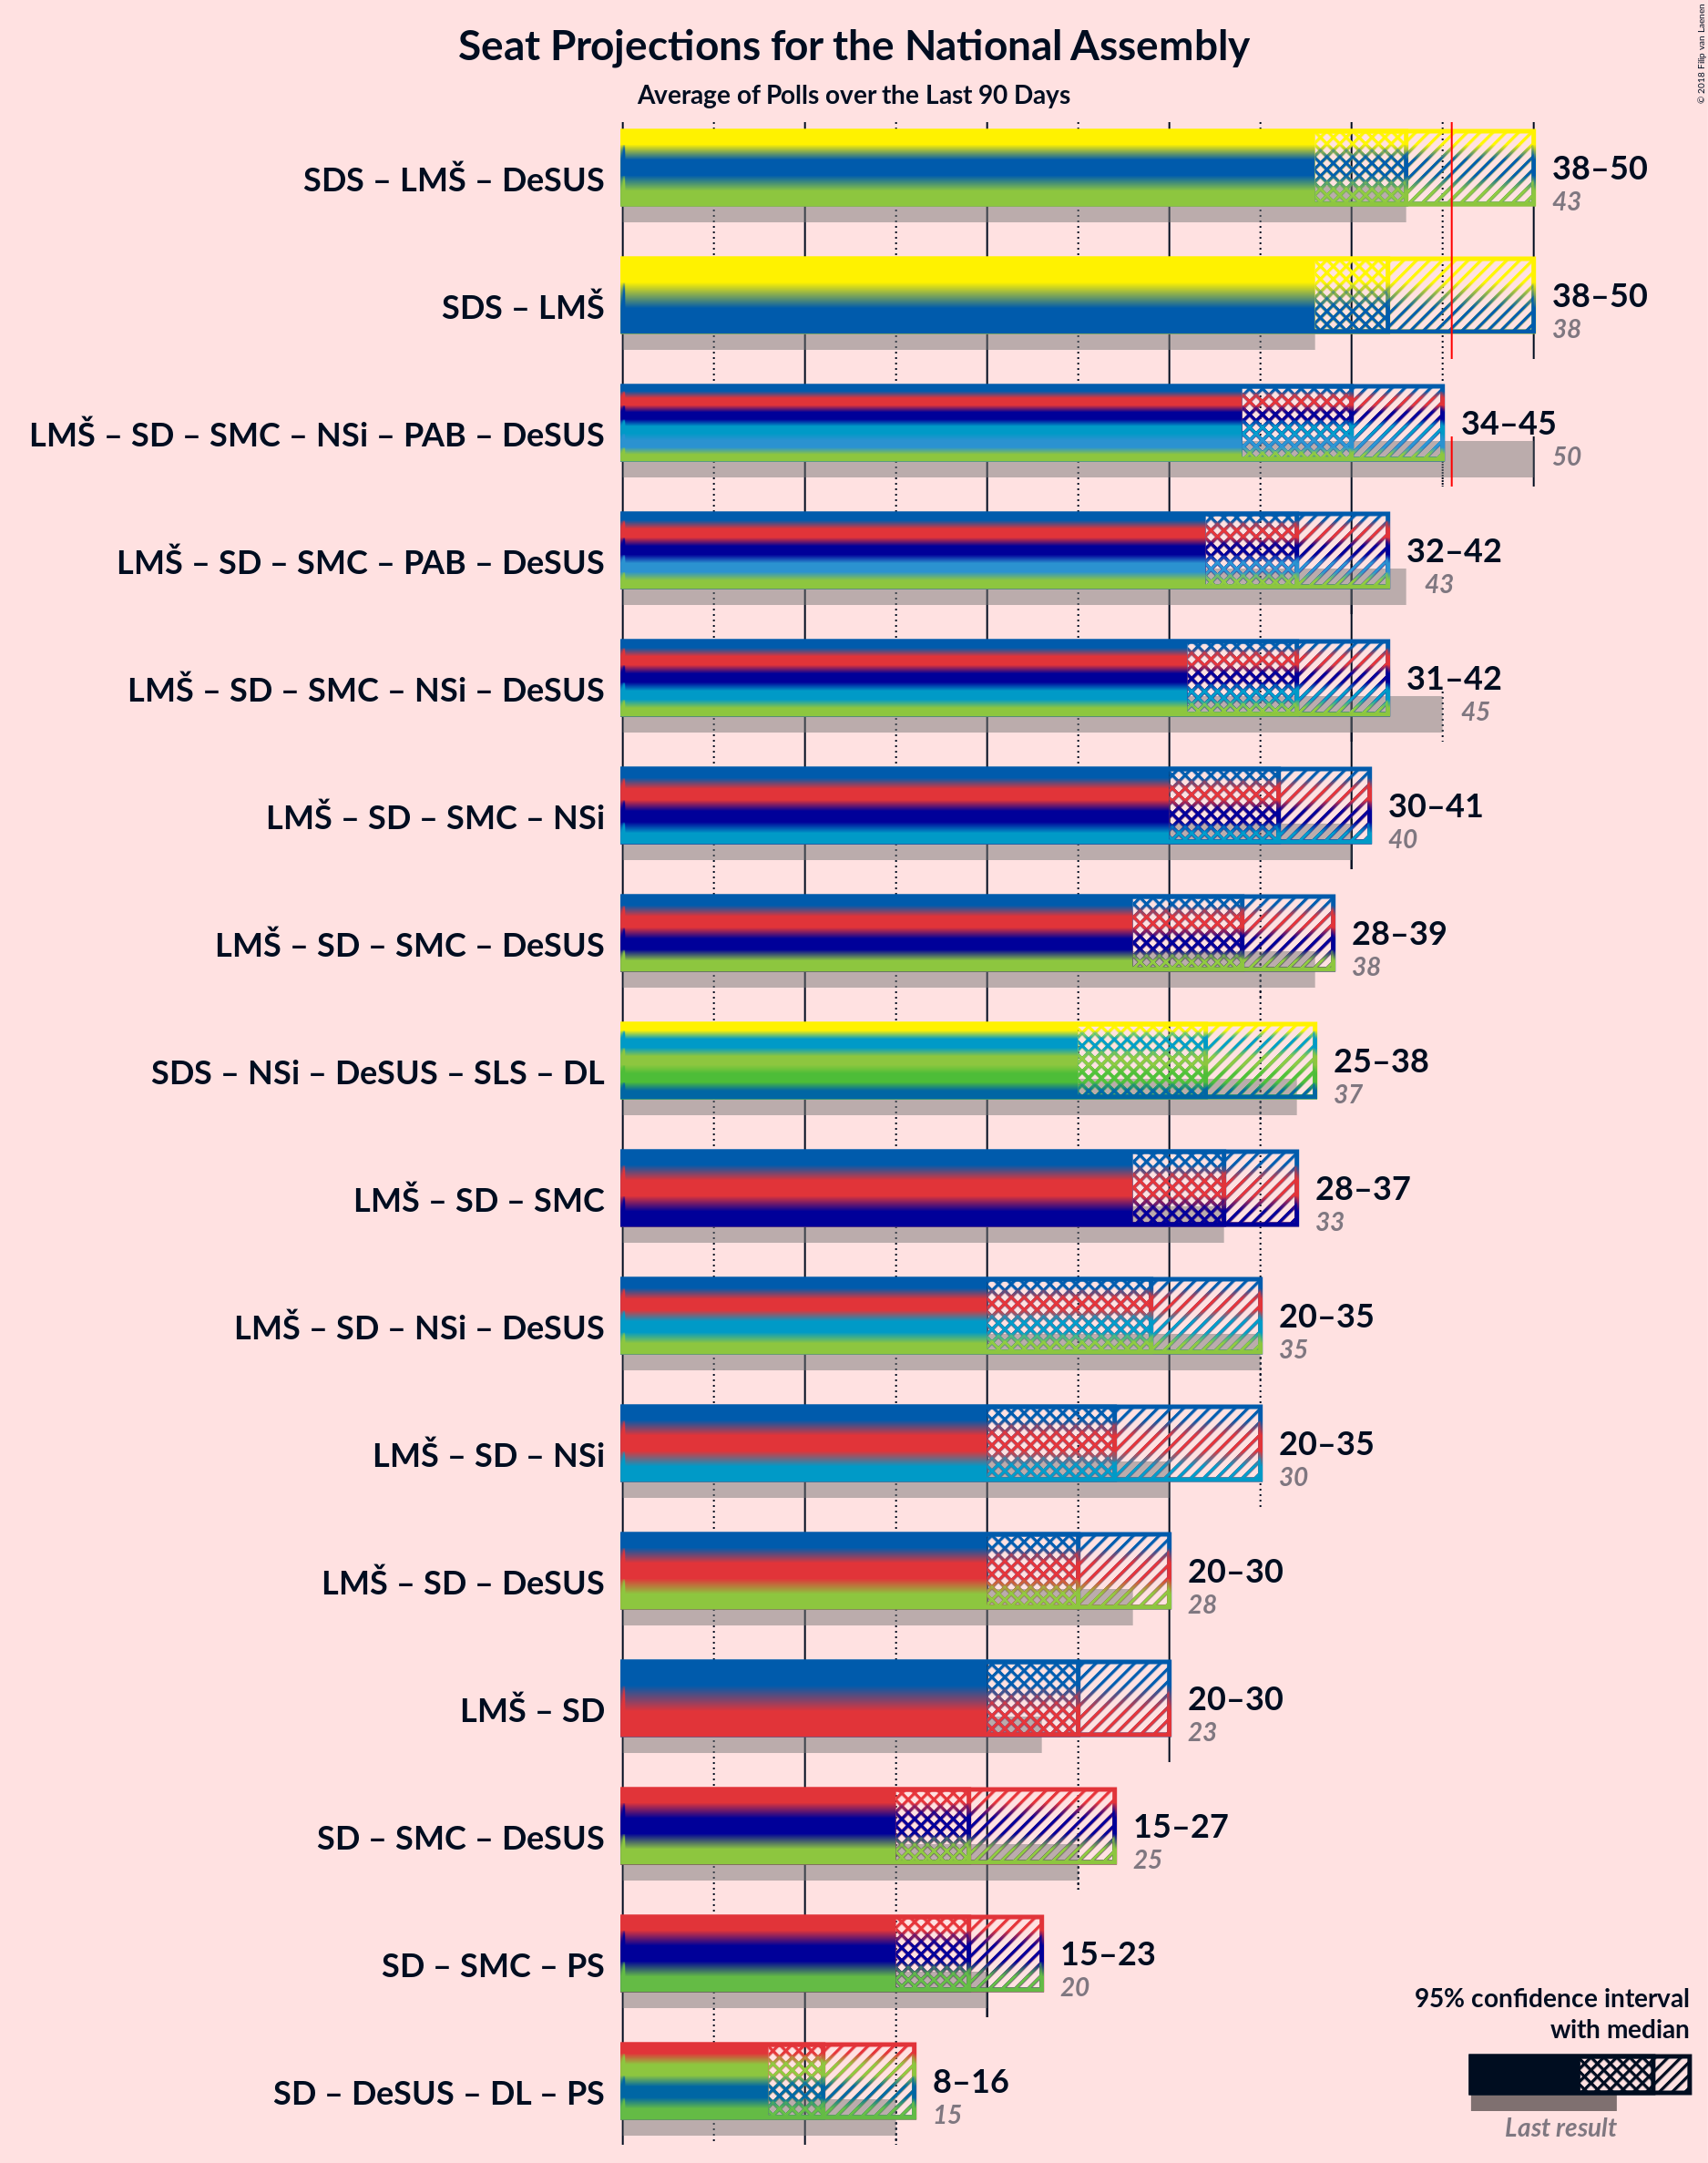 © 2018 Filip van Laenen
Seat Projections for the National Assembly
Average of Polls over the Last 90 Days
SDS – LMŠ – DeSUS
38–50
43
SDS – LMŠ
38–50
38
LMŠ – SD – SMC – NSi – PAB – DeSUS
34–45
50
LMŠ – SD – SMC – PAB – DeSUS
32–42
43
LMŠ – SD – SMC – NSi – DeSUS
31–42
45
LMŠ – SD – SMC – NSi
30–41
40
LMŠ – SD – SMC – DeSUS
28–39
38
SDS – NSi – DeSUS – SLS – DL
25–38
37
LMŠ – SD – SMC
28–37
33
LMŠ – SD – NSi – DeSUS
20–35
35
LMŠ – SD – NSi
20–35
30
LMŠ – SD – DeSUS
20–30
28
LMŠ – SD
20–30
23
SD – SMC – DeSUS
15–27
25
SD – SMC – PS
15–23
20
SD – DeSUS – DL – PS
8–16
15
95% confidence interval
with median
Last result